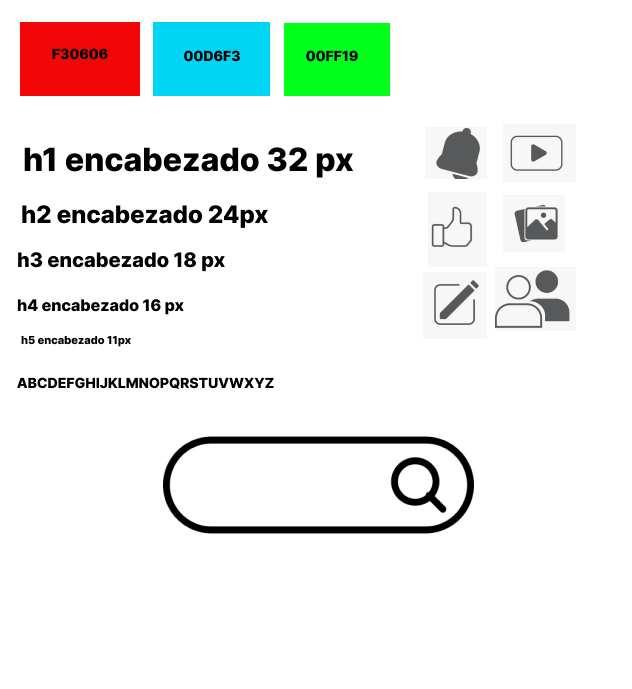 F30606
00D6F3
00FF19
h1 encabezado 32 px
h2 encabezado 24px
h3 encabezado 18 px
h4 encabezado 16 px
h5 encabezado 11px
ABCDEFGHIJKLMNOPQRSTUVWXYZ